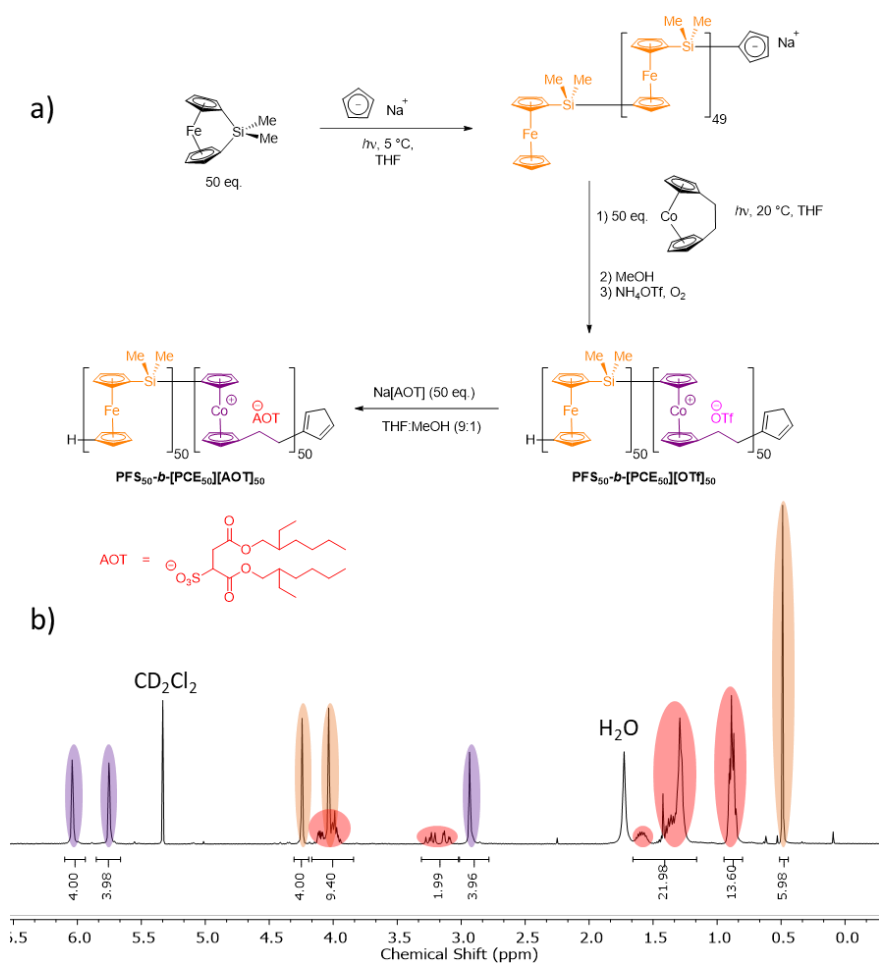 a)
Fe
Si
Me
Me
50 eq.
Na+
hν, 5 °C,
THF
Me Me
Si
Fe
Me Me
Si
Fe
49
Na+
1) 50 eq.
Co
hν, 20 °C, THF
2) MeOH
3) NH4OTf, O2
Me Me
Si
Fe
H
50
Co
+
AOT
50
PFS50-b-[PCE50][AOT]50
Na[AOT] (50 eq.)
THF:MeOH (9:1)
Me Me
Si
Fe
H
50
Co
+
OTf
50
PFS50-b-[PCE50][OTf]50
AOT = O3S
O
O
O
O
b)
CD2Cl2
H2O
4.00
3.98
4.00
9.40
1.99
3.96
21.98
13.60
5.98
5.5 6.0 5.0 4.5 4.0 3.5 3.0 2.5 2.0 1.5 1.0 0.5 0.0
Chemical Shift (ppm)